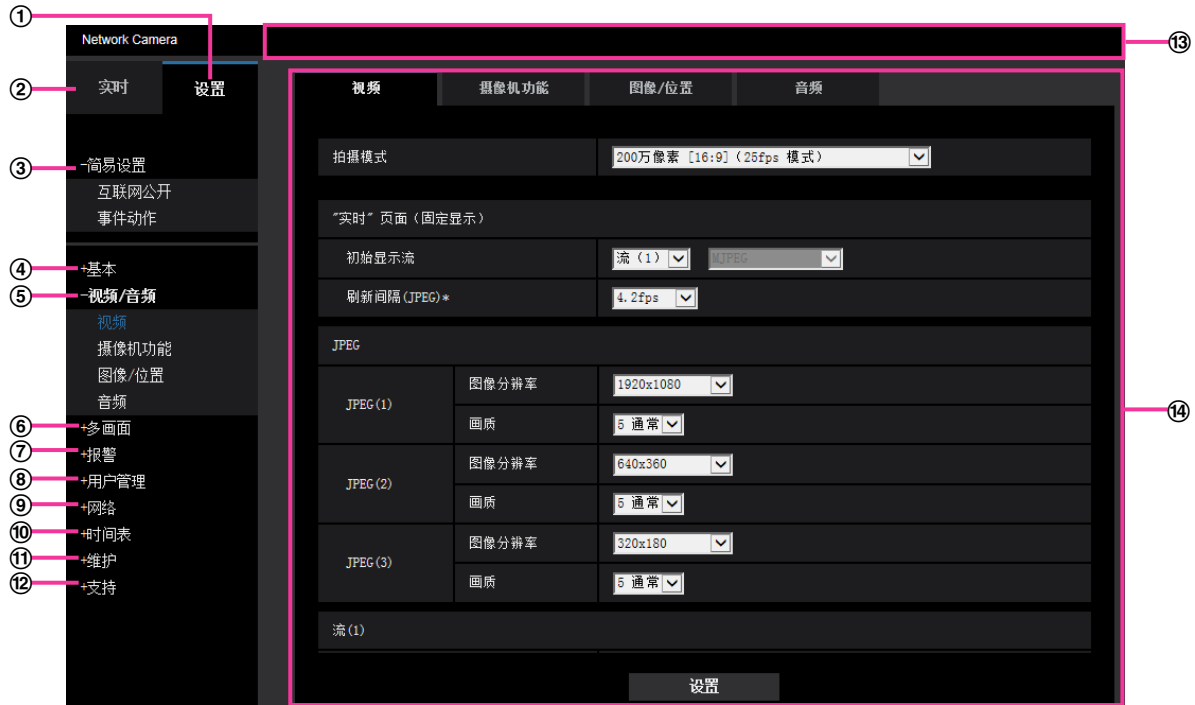 ①
Network Camera
⑬
② 实时 设置
视频 摄像机功能 图像/位置 音频
拍摄模式 200万像素 [16:9](25fps 模式)
③ -简易设置
互联网公开
事件动作
"实时" 页面(固定显示)
初始显示流 流 (1) MJPEG
刷新间隔(JPEG)* 4.2fps
④ +基本
⑤ -视频/音频
视频
摄像机功能
图像/位置
音频
JPEG
JPEG(1) 图像分辨率 1920x1080
画质 5 通常
⑭
JPEG(2) 图像分辨率 640x360
画质 5 通常
JPEG(3) 图像分辨率 320x180
画质 5 通常
⑥ +多画面
⑦ +报警
⑧ +用户管理
⑨ +网络
⑩ +时间表
⑪ +维护
⑫ +支持
流(1)
设置